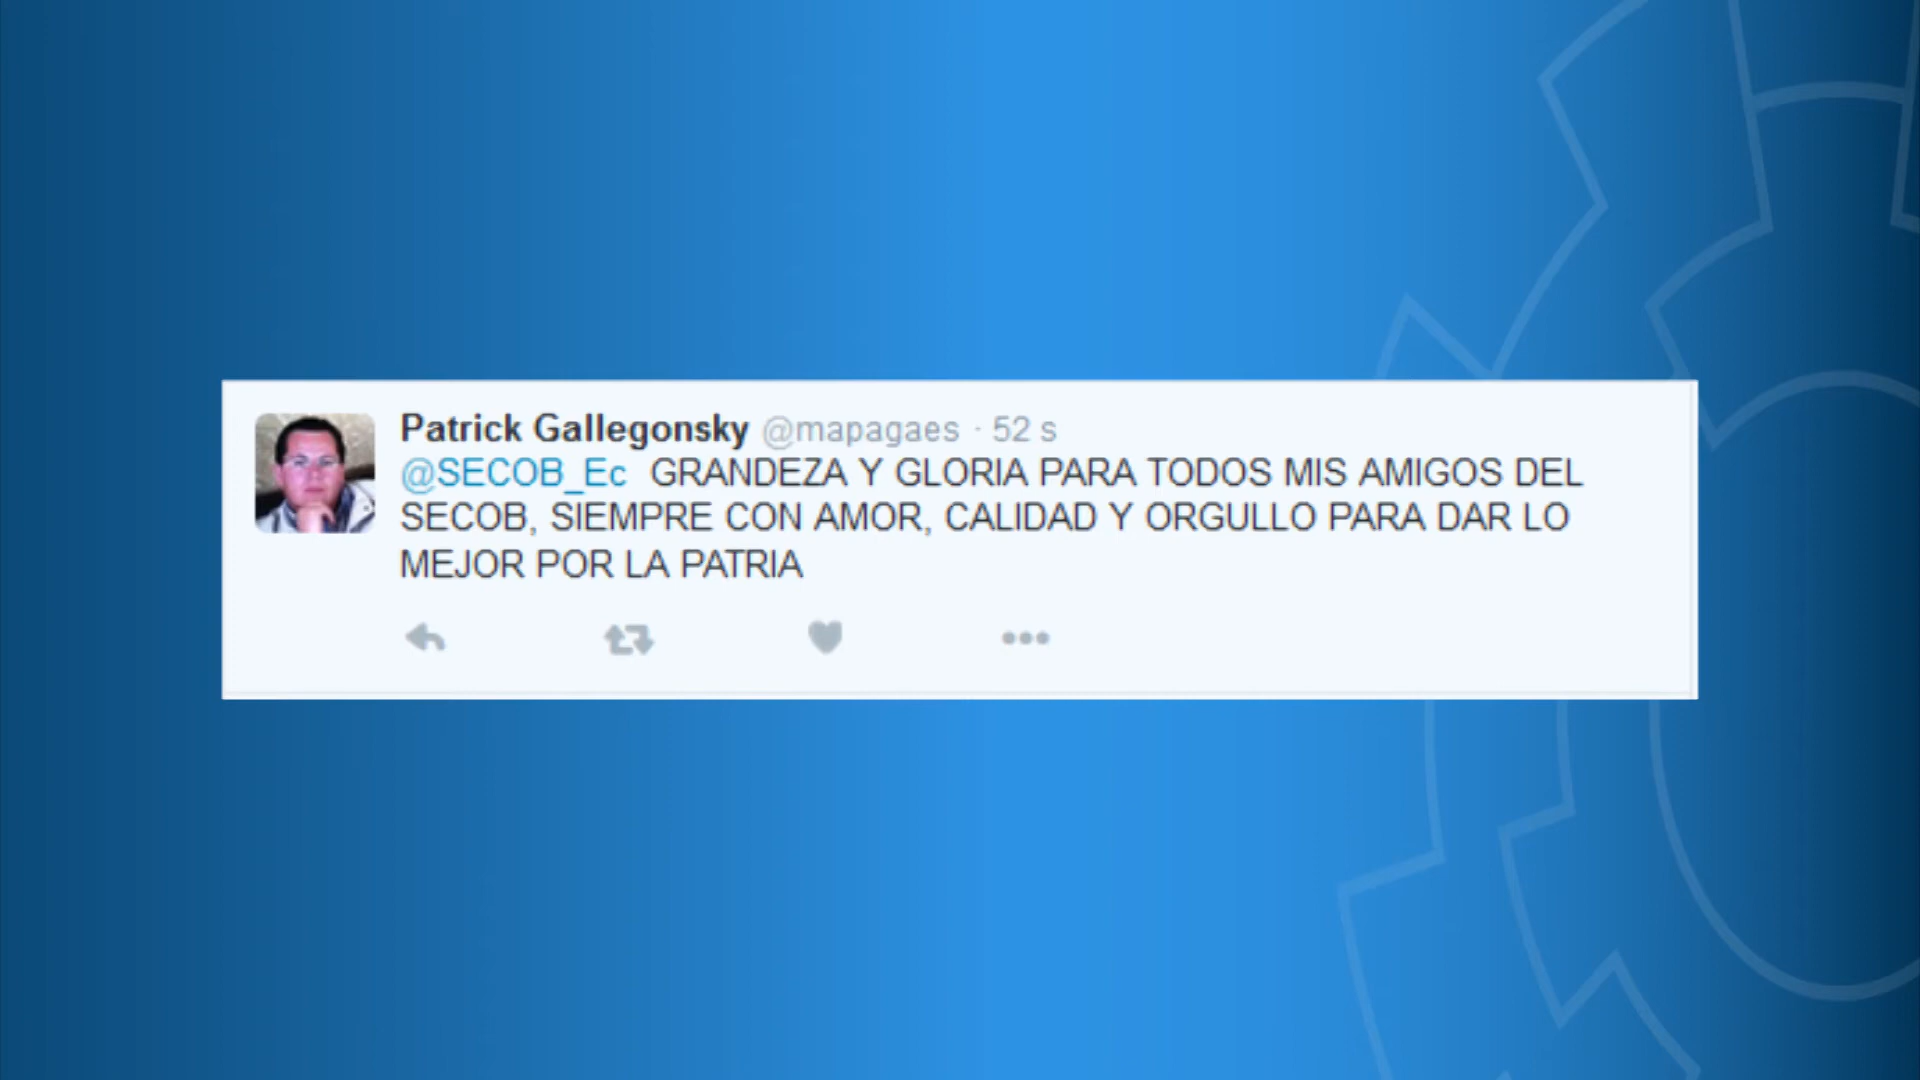 Patrick Gallegonsky @mapagaes · 52 s
@SECOB_Ec GRANDEZA Y GLORIA PARA TODOS MIS AMIGOS DEL
SECOB, SIEMPRE CON AMOR, CALIDAD Y ORGULLO PARA DAR LO
MEJOR POR LA PATRIA